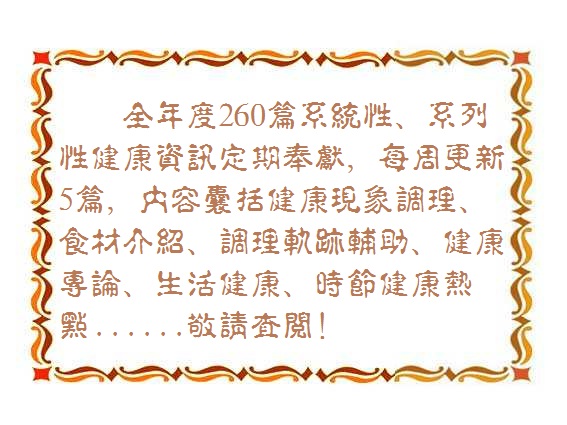 全年度260篇系統性、系列
性健康資訊定期奉獻，每周更新
5篇，內容囊括健康現象調理、
食材介紹、調理軌跡輔助、健康
專論、生活健康、時節健康熱
點......敬請查閱！